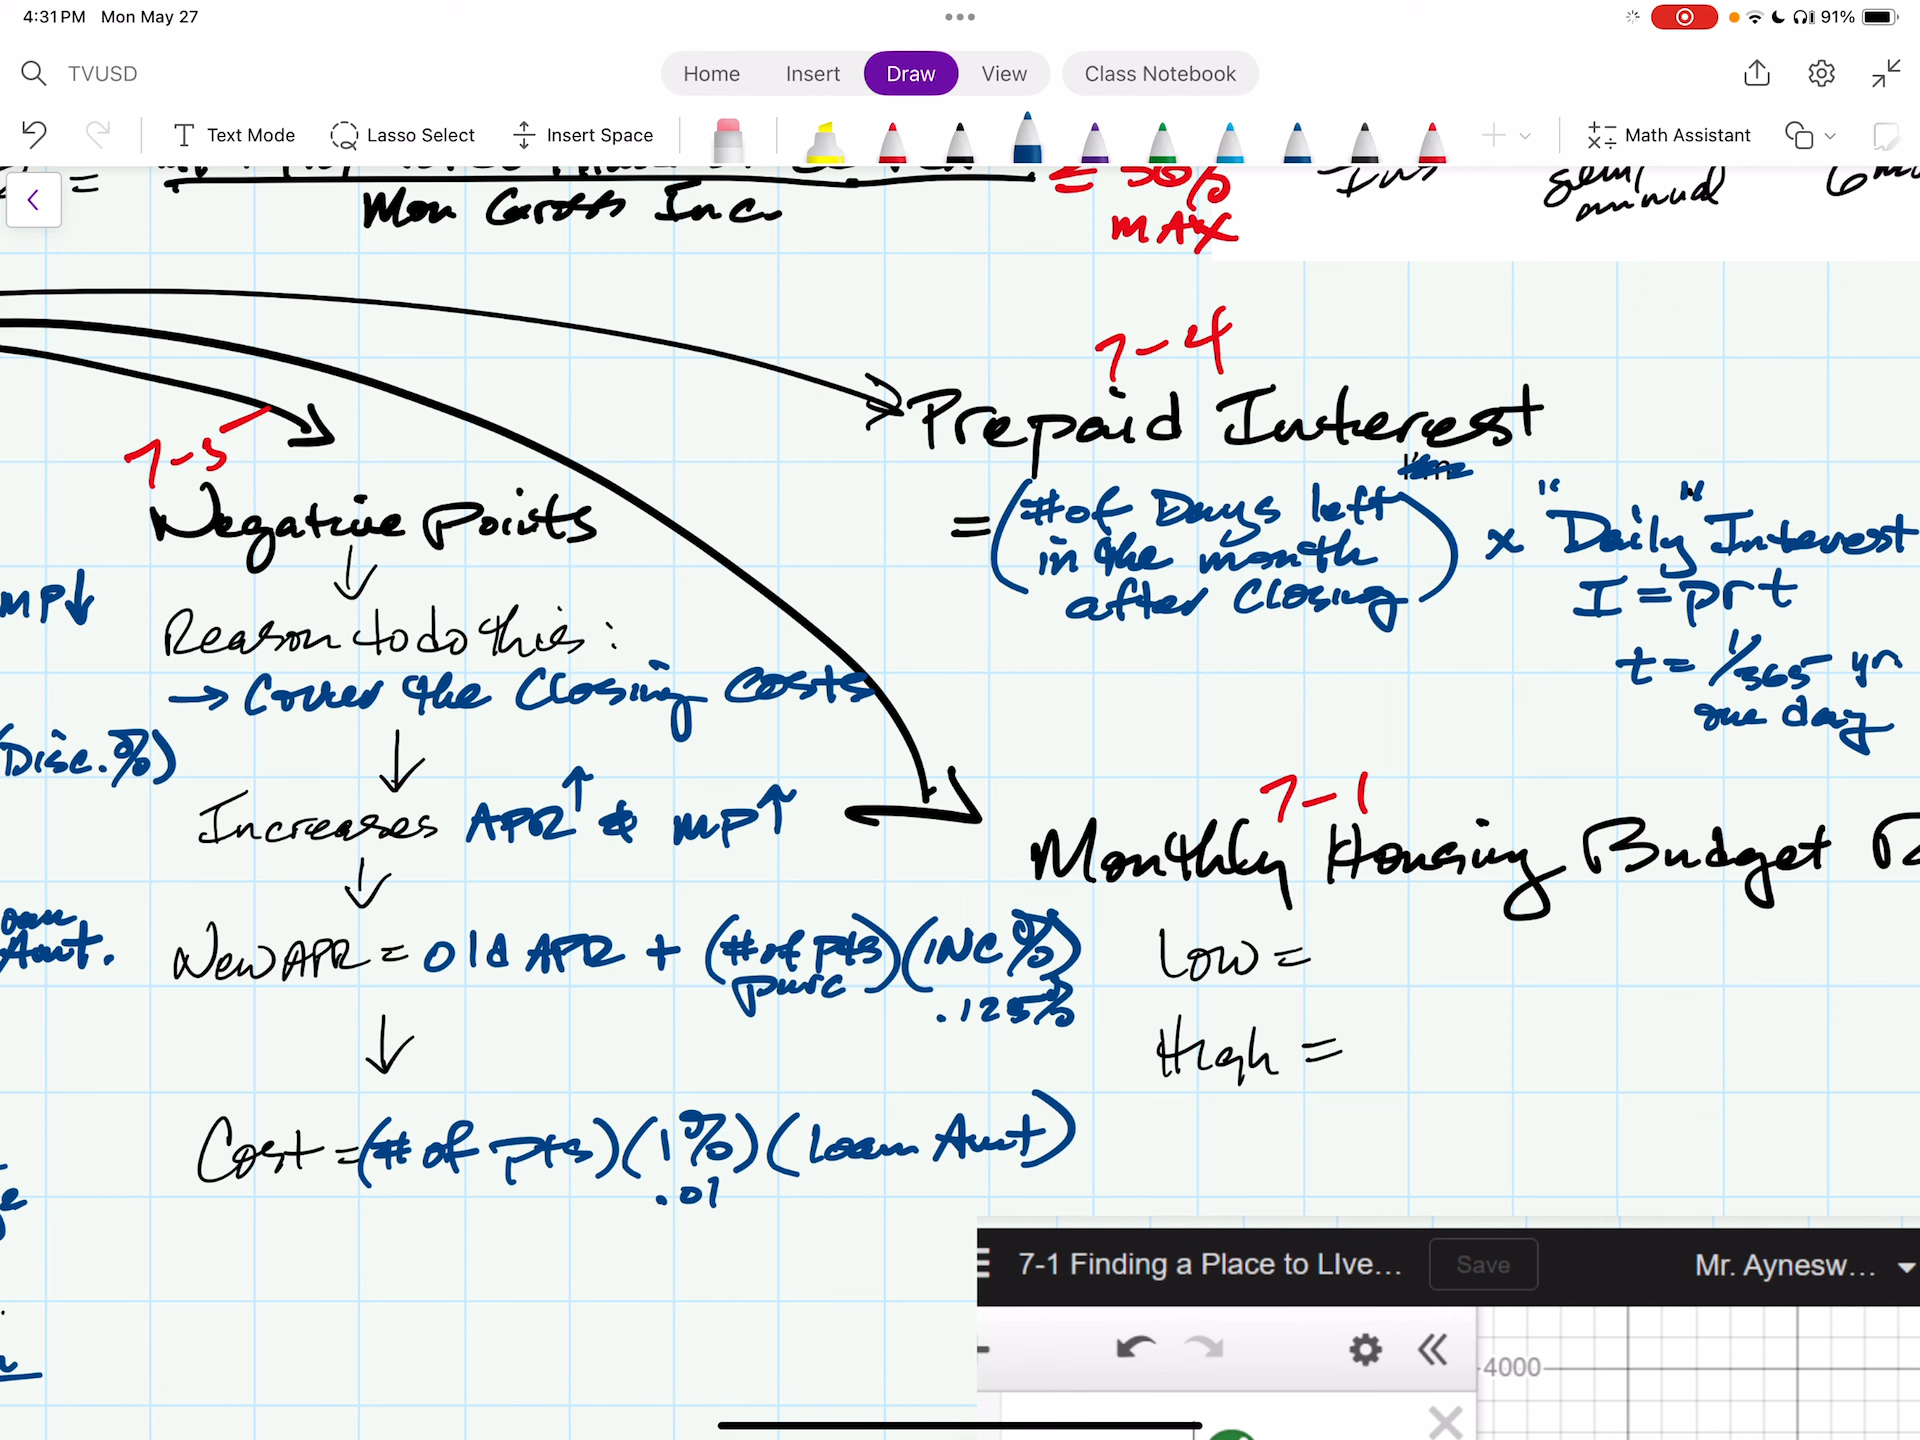 4:31 PM Mon May 27
91%
TVUSD
Home Insert Draw View Class Notebook
Text Mode Lasso Select Insert Space Math Assistant
=
Mon Gross Inc.
MAX
Ins
semi
annual
7-4
Prepaid Interest
= (# of Days left
in the month
after Closing) x "Daily" Interest
I = prt
t = 1/365 yr
one day
7-5
Negative Points
MP↓
Reason to do this:
→ Cover the Closing Costs
(Disc. %)
Increases APR↑ & MP↑
7-1
Monthly Housing Budget
New APR = old APR + (# of pts purc) (INC %)
.125%
Amt.
Low =
High =
Cost = (# of pts)(1%)(Loan Amt)
.01
7-1 Finding a Place to LIve... Save Mr. Aynesw...
4000